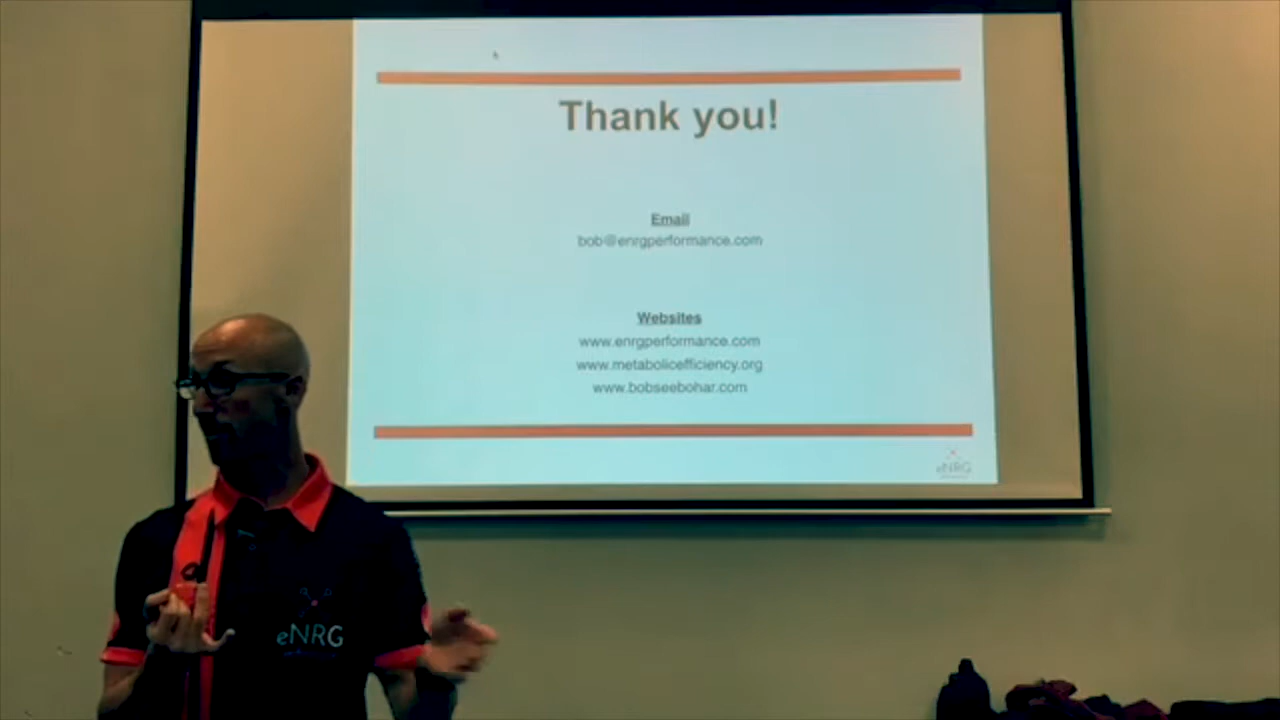 Thank you!
Email
bob@enrgperformance.com
Websites
www.enrgperformance.com
www.metabolicefficiency.org
www.bobseebohar.com
eNRG
eNRG